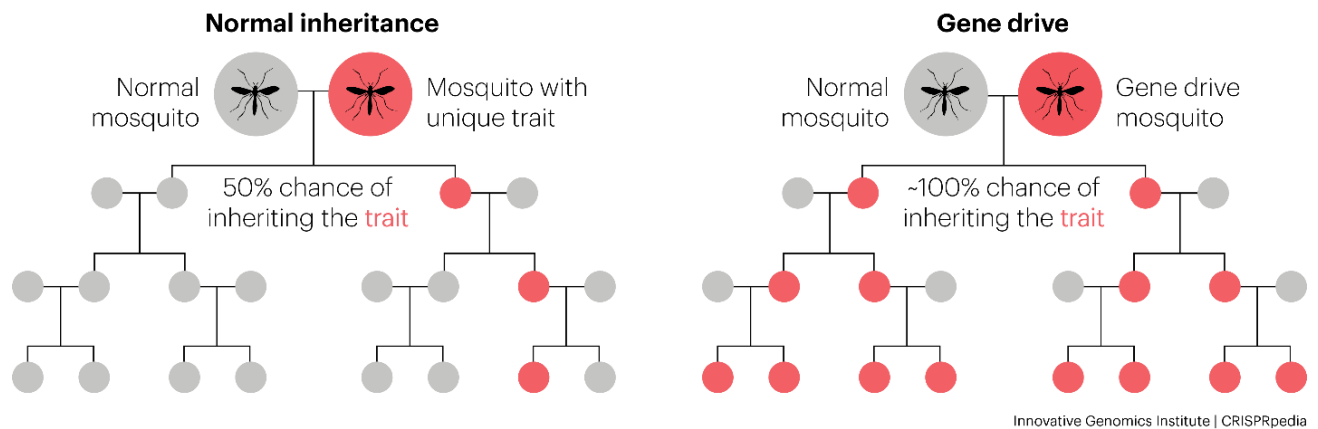 Normal inheritance
Normal
mosquito
Mosquito with
unique trait
50% chance of
inheriting the trait
Gene drive
Normal
mosquito
Gene drive
mosquito
~100% chance of
inheriting the trait
Innovative Genomics Institute | CRISPRpedia